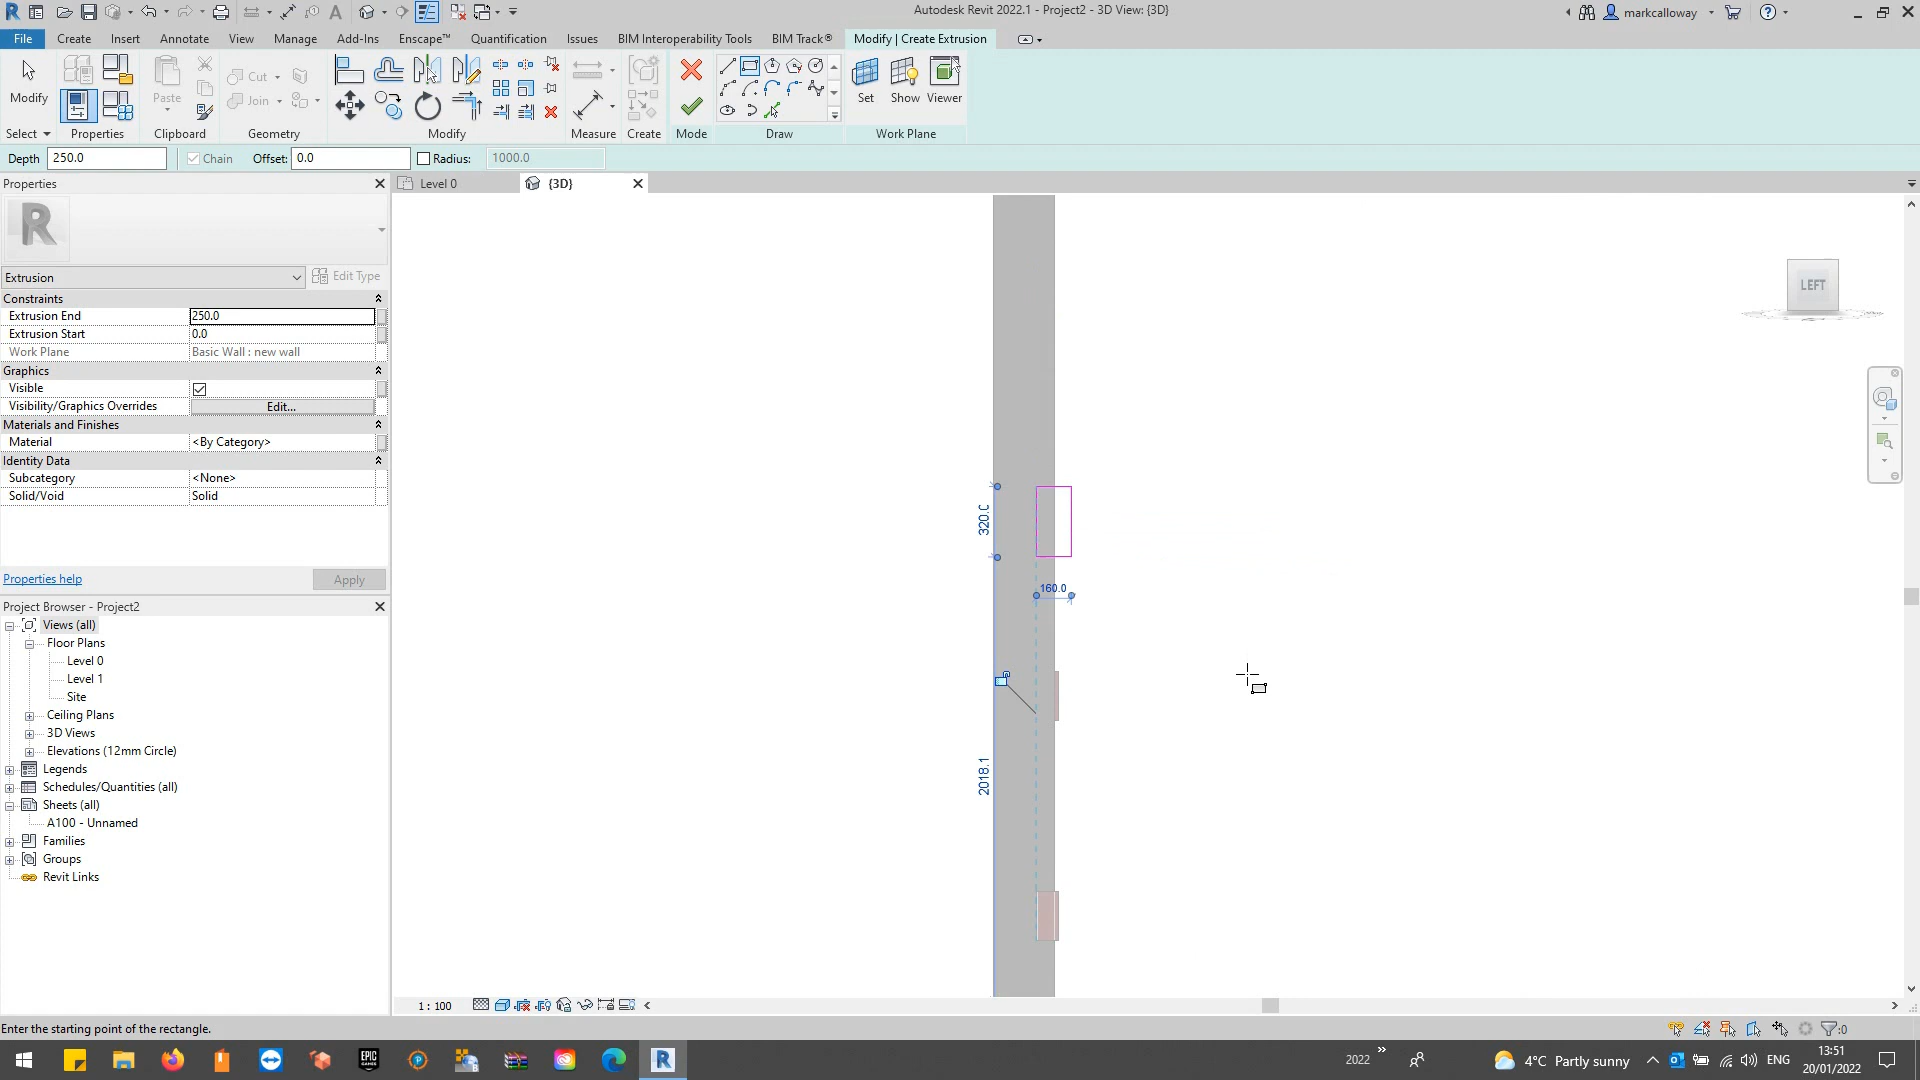 Autodesk Revit 2022.1 - Project2 - 3D View: {3D}
markcalloway
File
Create
Insert
Annotate
View
Manage
Add-Ins
Enscape™
Quantification
Issues
BIM Interoperability Tools
BIM Track®
Modify | Create Extrusion
Modify
Paste
Cut
Join
Set
Show
Viewer
Select
Properties
Clipboard
Geometry
Modify
Measure
Create
Mode
Draw
Work Plane
Depth
250.0
Chain
Offset:
0.0
Radius:
1000.0
Properties
Level 0
{3D}
Extrusion
Edit Type
Constraints
Extrusion End
250.0
Extrusion Start
0.0
Work Plane
Basic Wall : new wall
Graphics
Visible
Visibility/Graphics Overrides
Edit...
Materials and Finishes
Material
<By Category>
Identity Data
Subcategory
<None>
Solid/Void
Solid
Properties help
Apply
Project Browser - Project2
Views (all)
Floor Plans
Level 0
Level 1
Site
Ceiling Plans
3D Views
Elevations (12mm Circle)
Legends
Schedules/Quantities (all)
Sheets (all)
A100 - Unnamed
Families
Groups
Revit Links
LEFT
320.0
160.0
2018.1
1 : 100
Enter the starting point of the rectangle.
:0
EPIC
GAMES
2022
4°C Partly sunny
ENG
13:51
20/01/2022